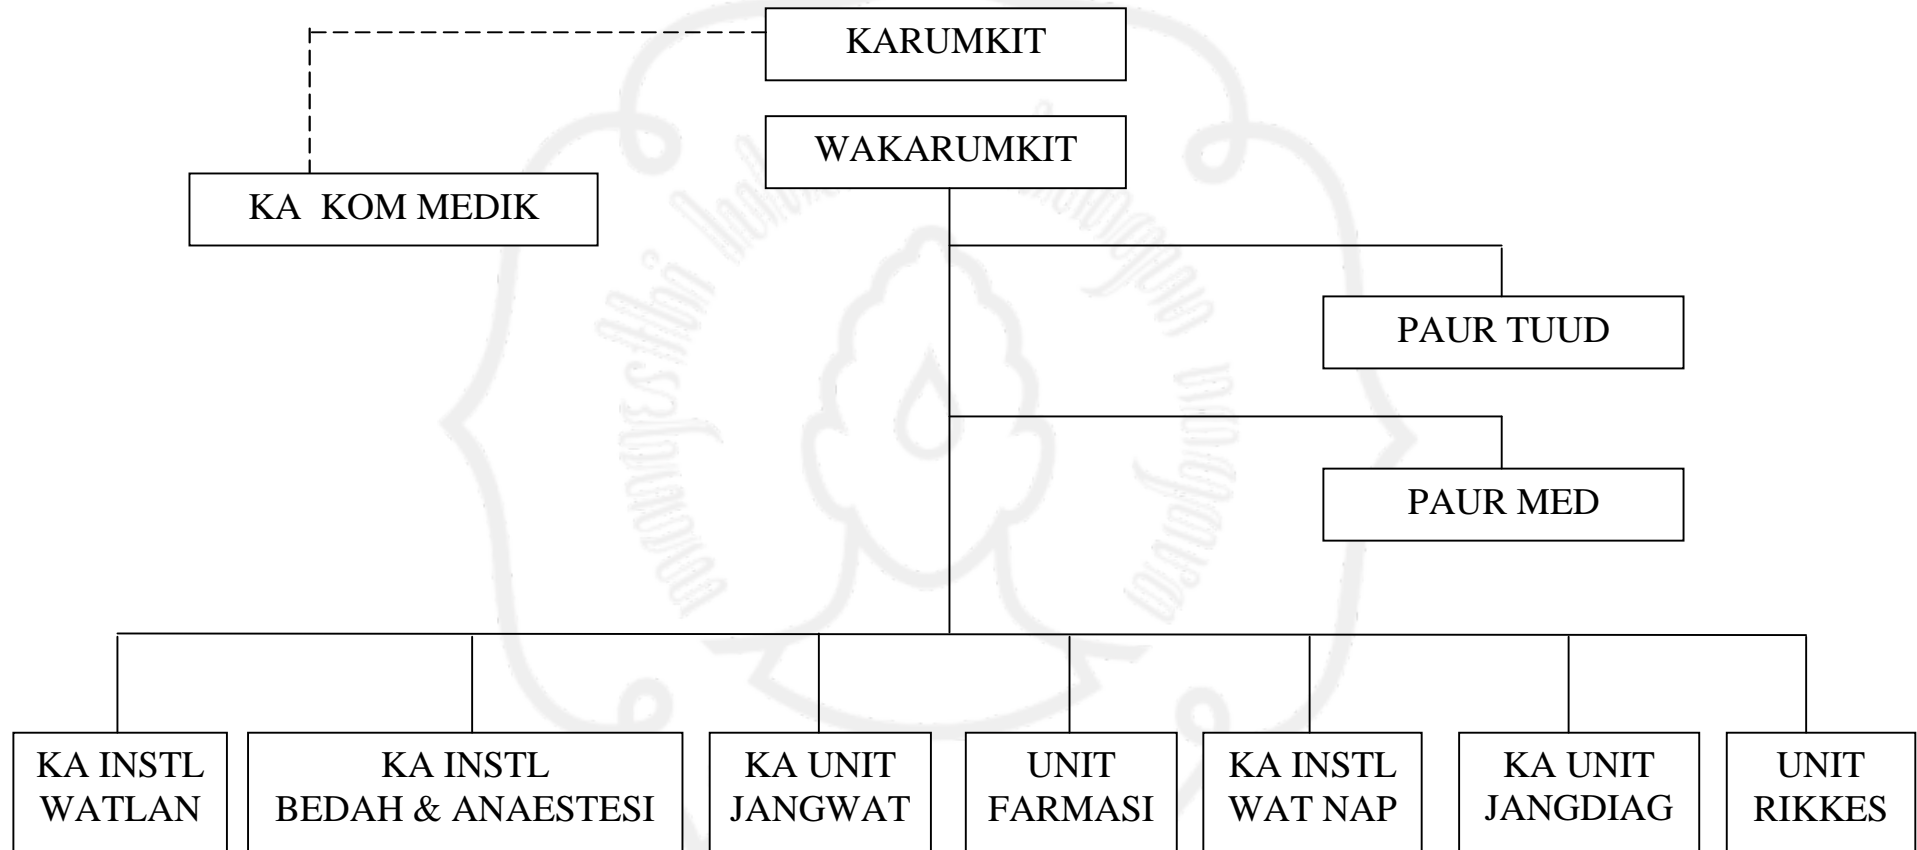 KARUMKIT
WAKARUMKIT
KA KOM MEDIK
PAUR TUUD
PAUR MED
KA INSTL
WATLAN
KA INSTL
BEDAH & ANAESTESI
KA UNIT
JANGWAT
UNIT
FARMASI
KA INSTL
WAT NAP
KA UNIT
JANGDIAG
UNIT
RIKKES